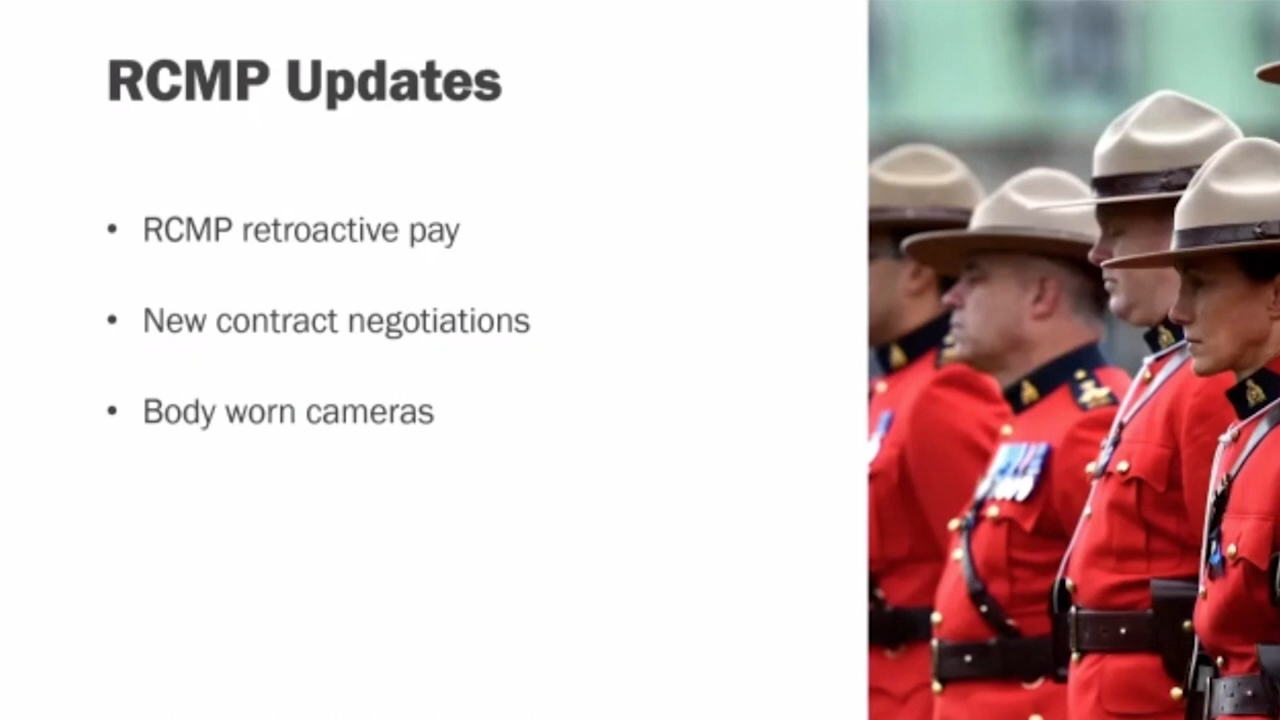 RCMP Updates
• RCMP retroactive pay
• New contract negotiations
• Body worn cameras